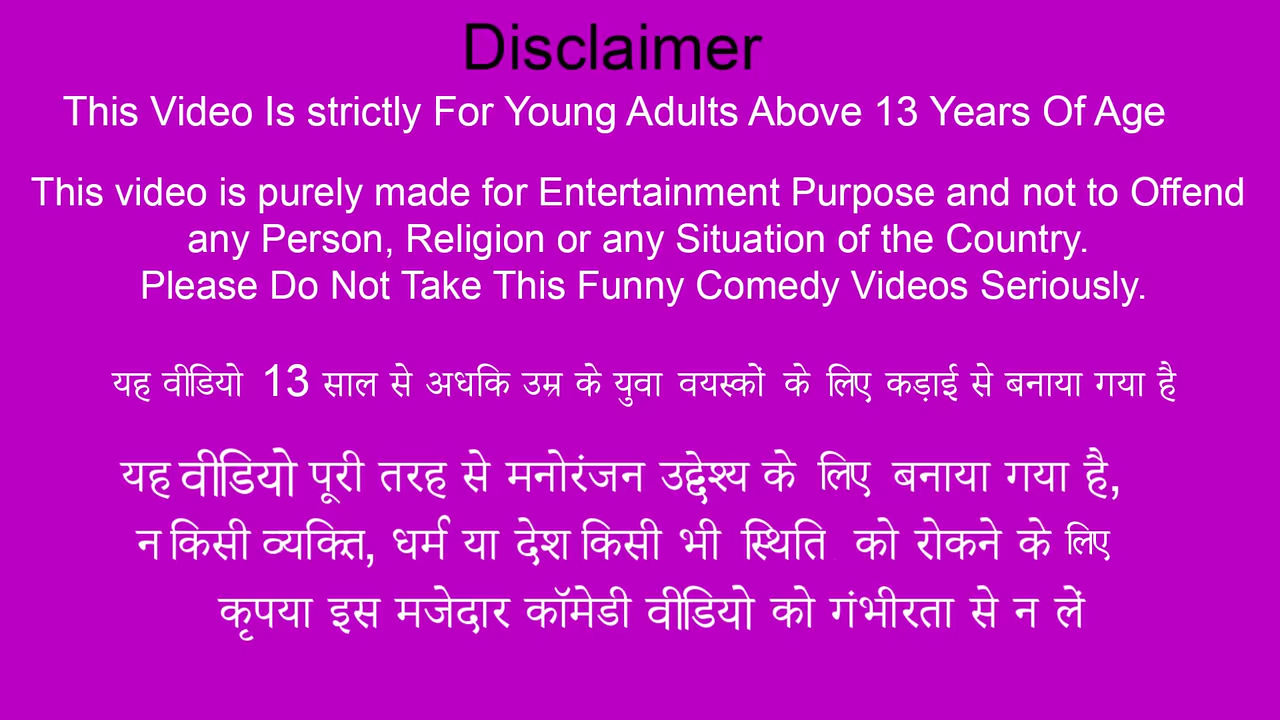 Disclaimer
This Video Is strictly For Young Adults Above 13 Years Of Age
This video is purely made for Entertainment Purpose and not to Offend
any Person, Religion or any Situation of the Country.
Please Do Not Take This Funny Comedy Videos Seriously.
यह वीडियो 13 साल से अधकि उम्र के युवा वयस्कों के लिए कड़ाई से बनाया गया है
यह वीडियो पूरी तरह से मनोरंजन उद्देश्य के लिए बनाया गया है,
न किसी व्यक्ति, धर्म या देश किसी भी स्थिति को रोकने के लिए
कृपया इस मजेदार कॉमेडी वीडियो को गंभीरता से न लें